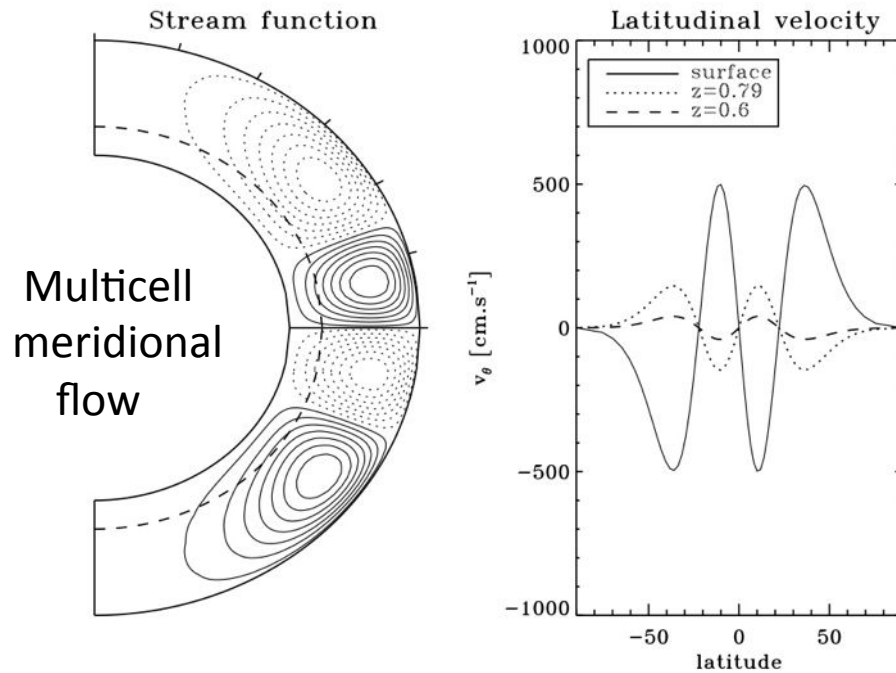 Stream function
Multicell
meridional
flow
Latitudinal velocity
surface
z=0.79
z=0.6
1000
500
0
−500
−1000
v_θ [cm.s⁻¹]
−50 0 50
latitude